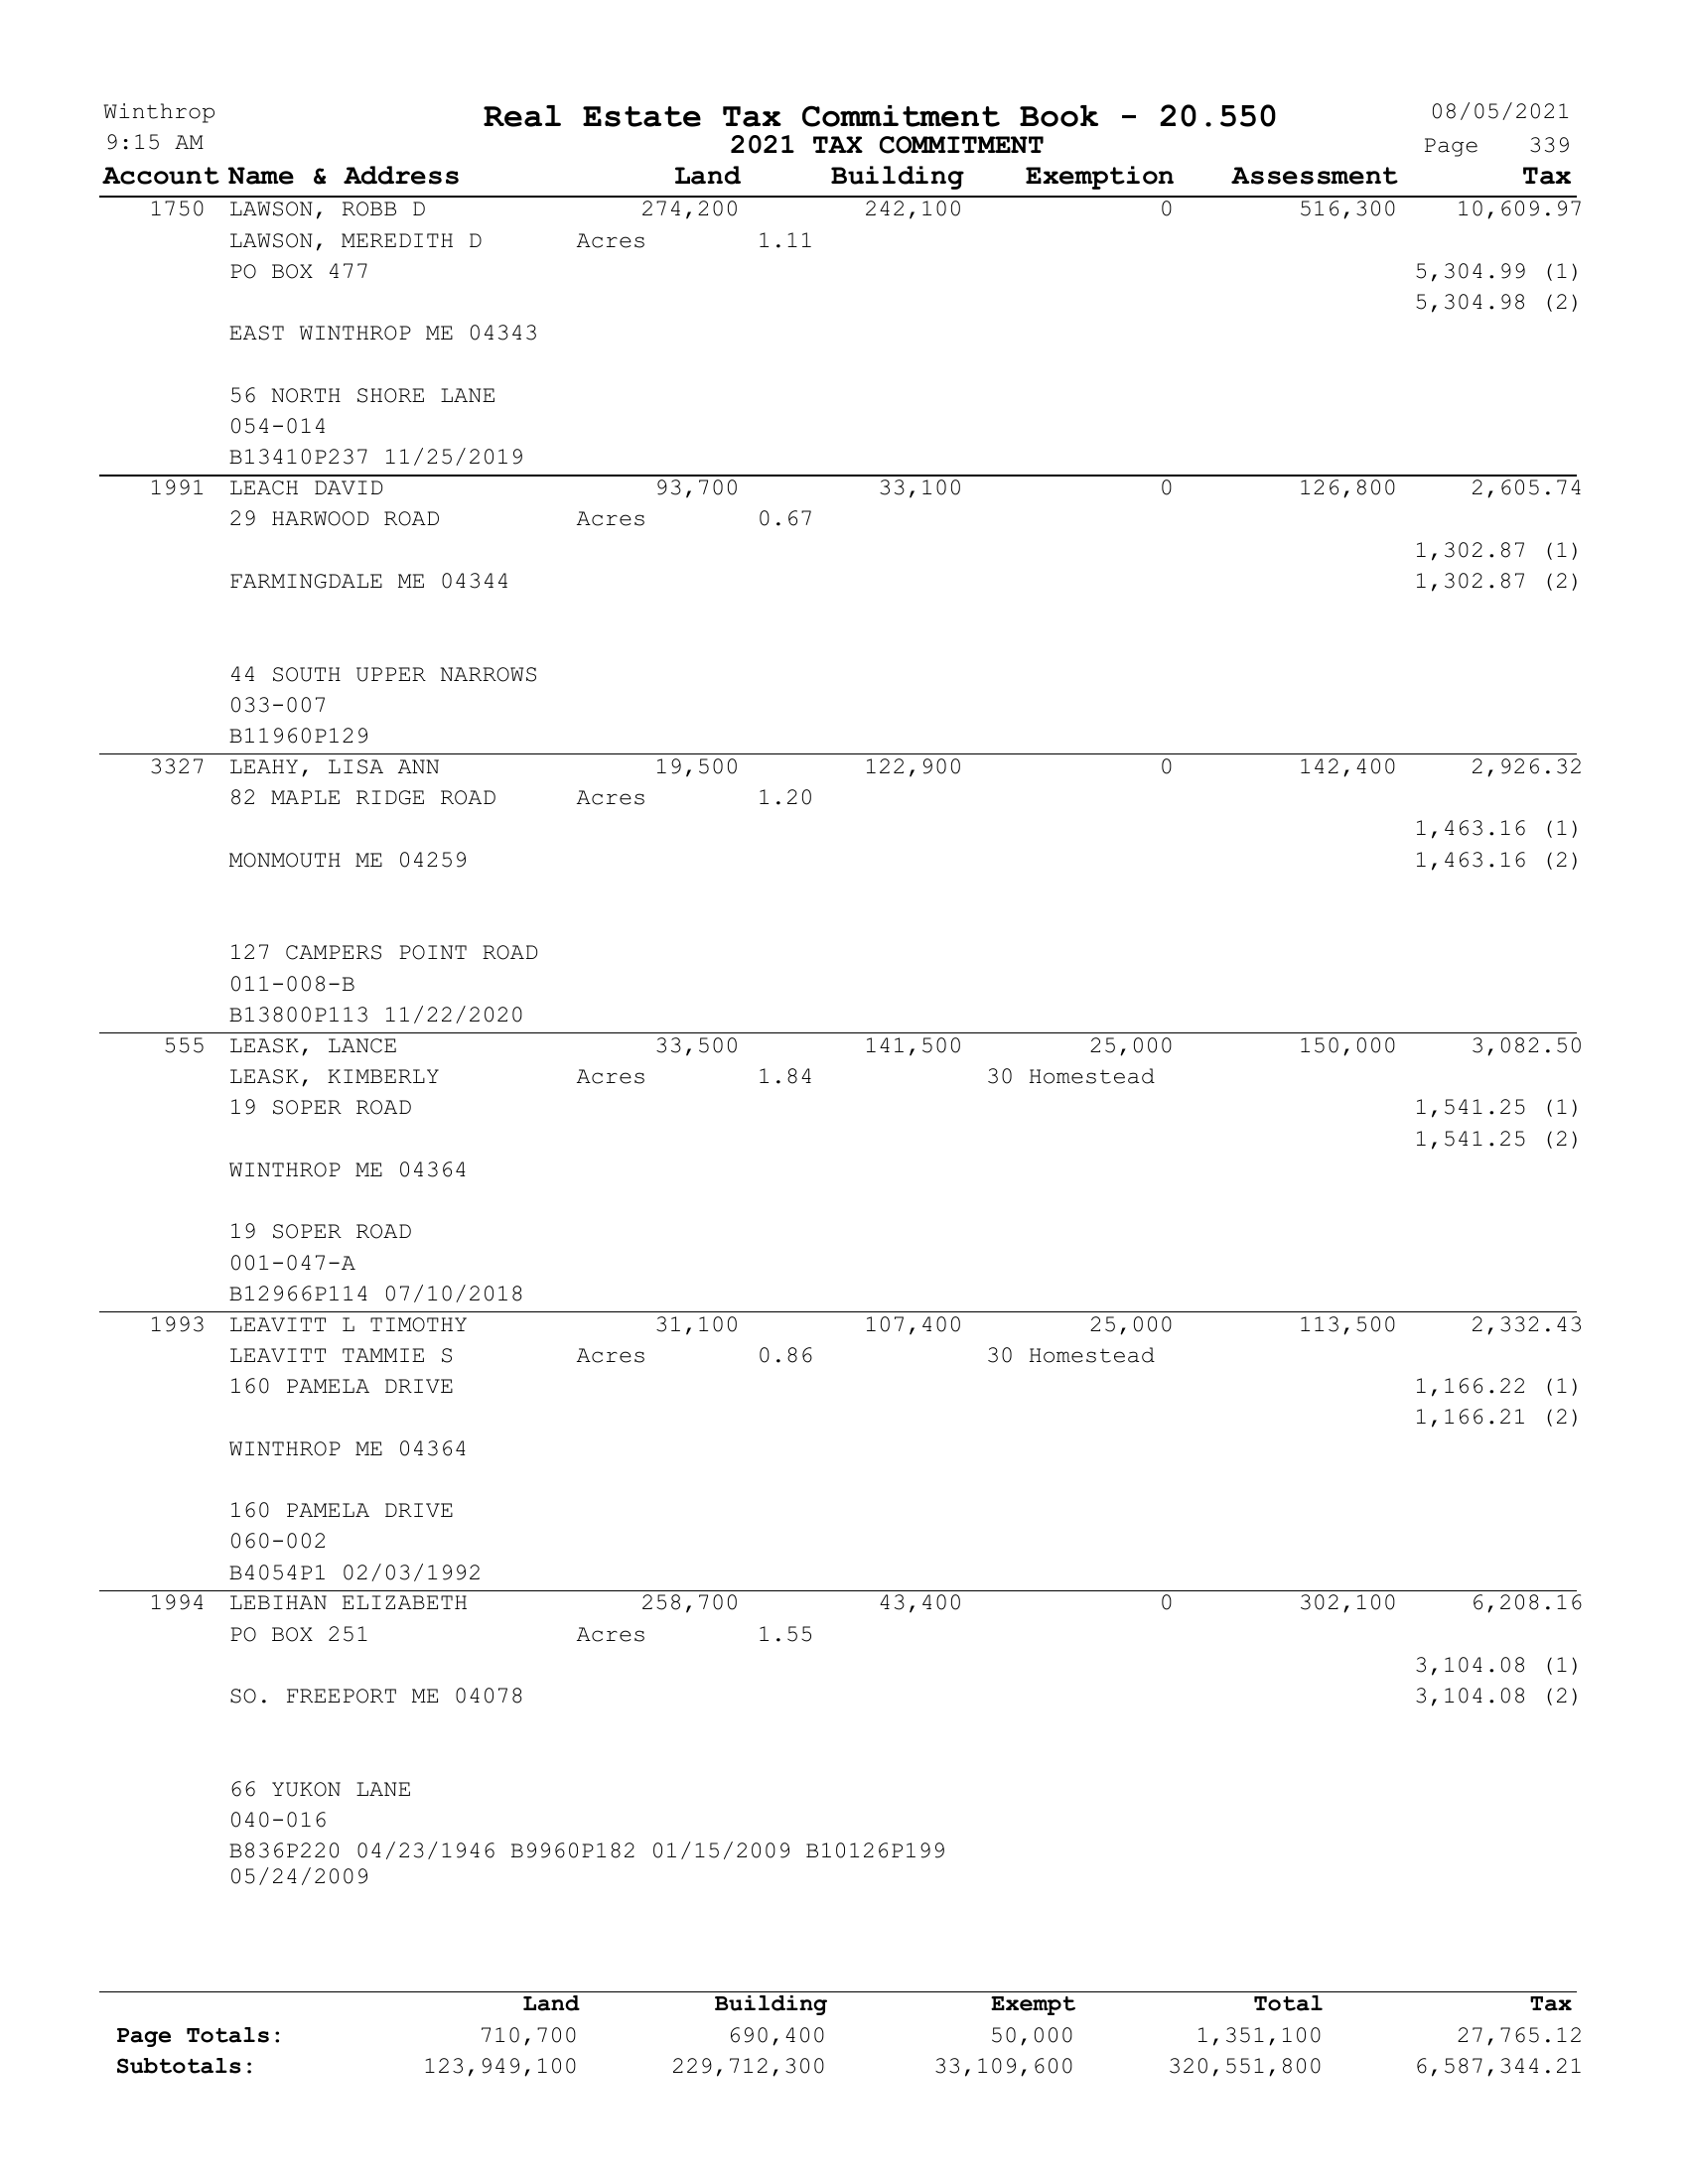 Winthrop Real Estate Tax Commitment Book - 20.550 08/05/2021
9:15 AM 2021 TAX COMMITMENT Page 339
Account Name & Address Land Building Exemption Assessment Tax
1750 LAWSON, ROBB D 274,200 242,100 0 516,300 10,609.97
LAWSON, MEREDITH D Acres 1.11
PO BOX 477 5,304.99 (1)
5,304.98 (2)
EAST WINTHROP ME 04343
56 NORTH SHORE LANE
054-014
B13410P237 11/25/2019
1991 LEACH DAVID 93,700 33,100 0 126,800 2,605.74
29 HARWOOD ROAD Acres 0.67
1,302.87 (1)
FARMINGDALE ME 04344 1,302.87 (2)
44 SOUTH UPPER NARROWS
033-007
B11960P129
3327 LEAHY, LISA ANN 19,500 122,900 0 142,400 2,926.32
82 MAPLE RIDGE ROAD Acres 1.20
1,463.16 (1)
MONMOUTH ME 04259 1,463.16 (2)
127 CAMPERS POINT ROAD
011-008-B
B13800P113 11/22/2020
555 LEASK, LANCE 33,500 141,500 25,000 150,000 3,082.50
LEASK, KIMBERLY Acres 1.84 30 Homestead
19 SOPER ROAD 1,541.25 (1)
1,541.25 (2)
WINTHROP ME 04364
19 SOPER ROAD
001-047-A
B12966P114 07/10/2018
1993 LEAVITT L TIMOTHY 31,100 107,400 25,000 113,500 2,332.43
LEAVITT TAMMIE S Acres 0.86 30 Homestead
160 PAMELA DRIVE 1,166.22 (1)
1,166.21 (2)
WINTHROP ME 04364
160 PAMELA DRIVE
060-002
B4054P1 02/03/1992
1994 LEBIHAN ELIZABETH 258,700 43,400 0 302,100 6,208.16
PO BOX 251 Acres 1.55
3,104.08 (1)
SO. FREEPORT ME 04078 3,104.08 (2)
66 YUKON LANE
040-016
B836P220 04/23/1946 B9960P182 01/15/2009 B10126P199
05/24/2009
Land Building Exempt Total Tax
Page Totals: 710,700 690,400 50,000 1,351,100 27,765.12
Subtotals: 123,949,100 229,712,300 33,109,600 320,551,800 6,587,344.21